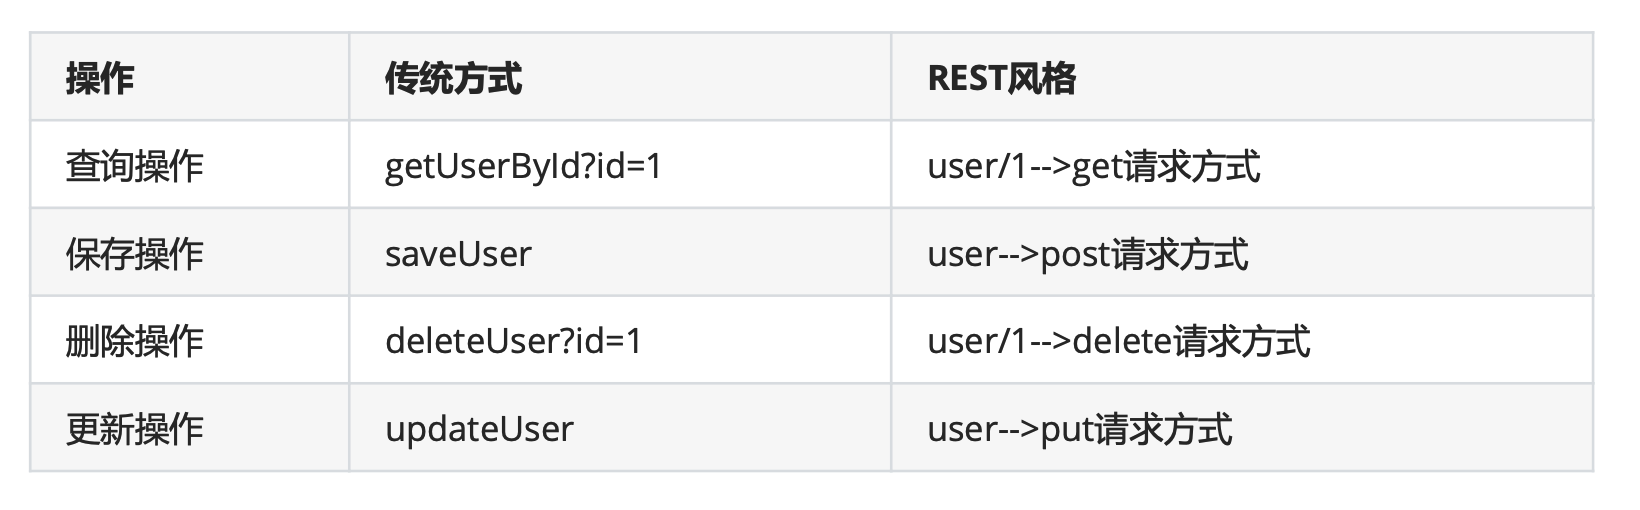 操作 传统方式 REST风格
查询操作 getUserById?id=1 user/1-->get请求方式
保存操作 saveUser user-->post请求方式
删除操作 deleteUser?id=1 user/1-->delete请求方式
更新操作 updateUser user-->put请求方式